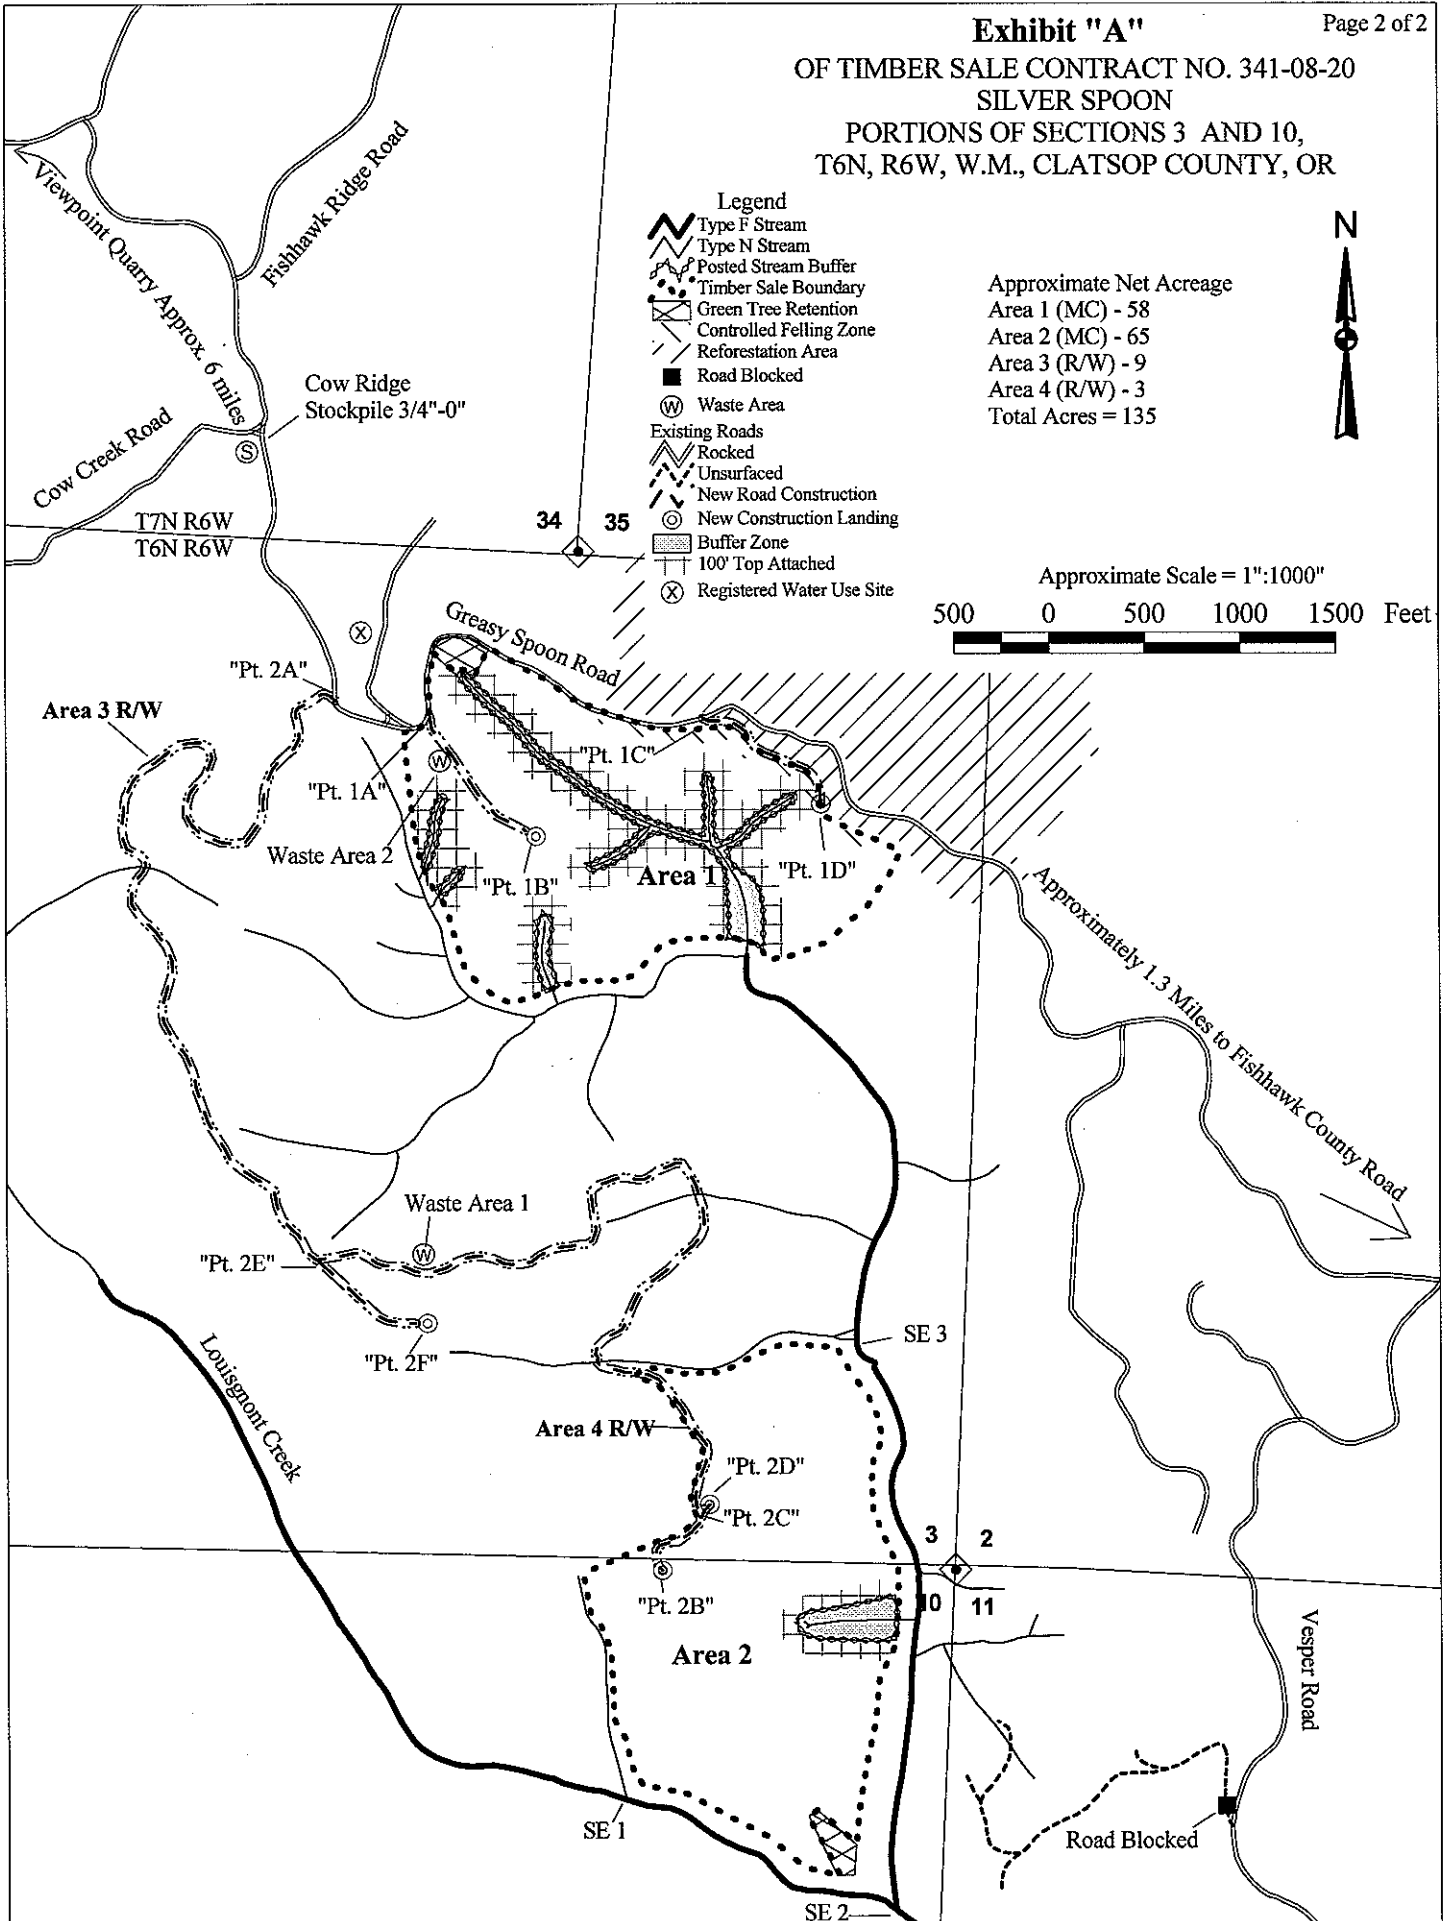 Exhibit "A"
Page 2 of 2
OF TIMBER SALE CONTRACT NO. 341-08-20
SILVER SPOON
PORTIONS OF SECTIONS 3 AND 10,
T6N, R6W, W.M., CLATSOP COUNTY, OR
Legend
Type F Stream
Type N Stream
Posted Stream Buffer
Timber Sale Boundary
Green Tree Retention
Controlled Felling Zone
Reforestation Area
Road Blocked
W Waste Area
Existing Roads
Rocked
Unsurfaced
New Road Construction
New Construction Landing
Buffer Zone
100' Top Attached
X Registered Water Use Site
Approximate Net Acreage
Area 1 (MC) - 58
Area 2 (MC) - 65
Area 3 (R/W) - 9
Area 4 (R/W) - 3
Total Acres = 135
N
Approximate Scale = 1":1000"
500 0 500 1000 1500 Feet
Viewpoint Quarry Approx. 6 miles
Fishhawk Ridge Road
Cow Ridge
Stockpile 3/4"-0"
Cow Creek Road
S
T7N R6W
T6N R6W
34 35
X
Greasy Spoon Road
"Pt. 2A"
Area 3 R/W
"Pt. 1C"
W
"Pt. 1A"
Waste Area 2
"Pt. 1B"
Area 1
"Pt. 1D"
Approximately 1.3 Miles to Fishhawk County Road
Waste Area 1
W
"Pt. 2E"
"Pt. 2F"
SE 3
Louisgnont Creek
Area 4 R/W
"Pt. 2D"
"Pt. 2C"
3 2
10 11
"Pt. 2B"
Area 2
Vesper Road
SE 1
Road Blocked
SE 2